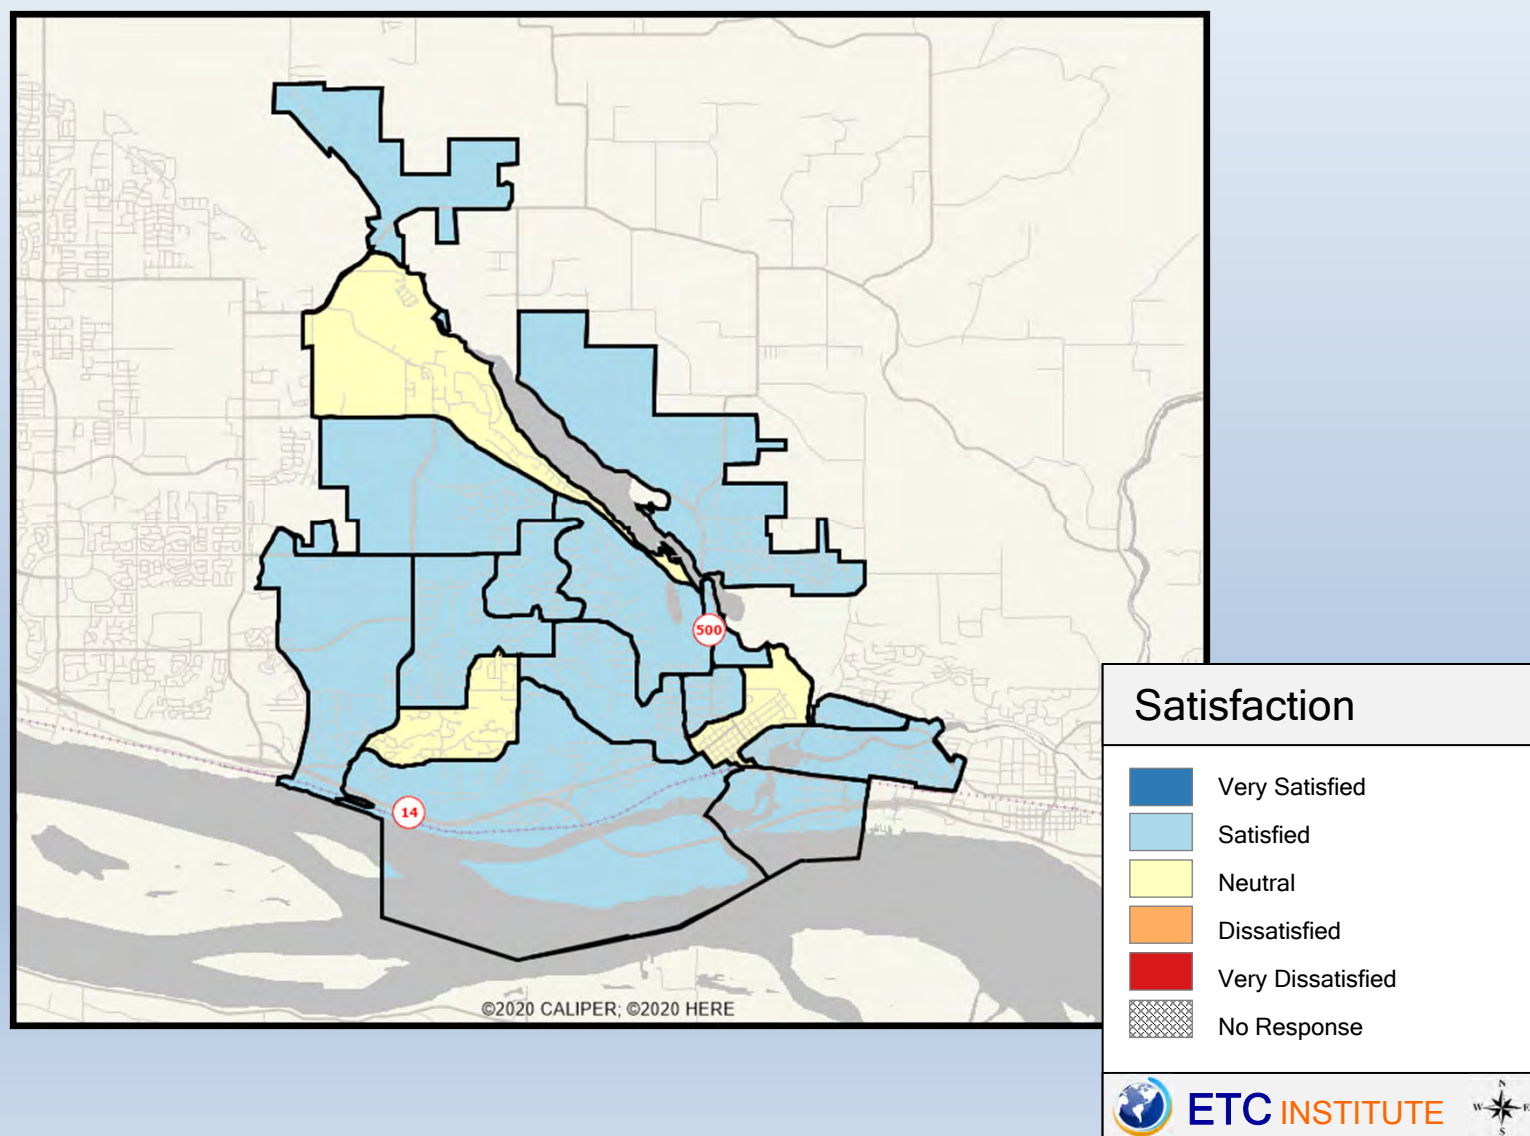 500
14
©2020 CALIPER; ©2020 HERE
Satisfaction
Very Satisfied
Satisfied
Neutral
Dissatisfied
Very Dissatisfied
No Response
ETC INSTITUTE
N
W E
S